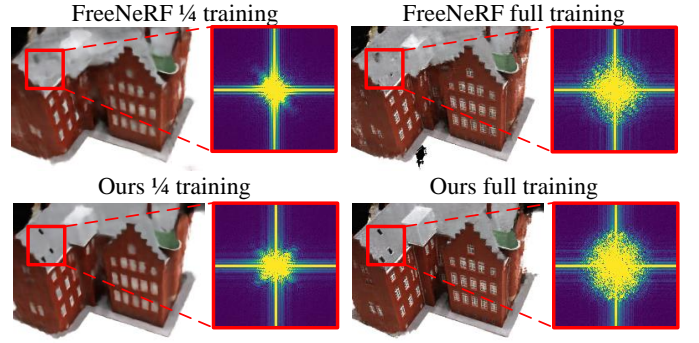 FreeNeRF ¼ training
FreeNeRF full training
Ours ¼ training
Ours full training